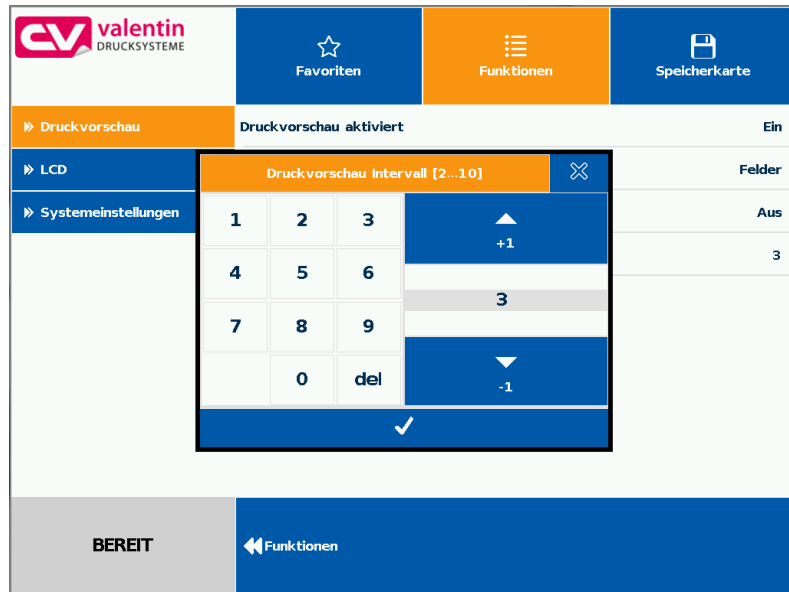 valentin
DRUCKSYSTEME
Favoriten
Funktionen
Speicherkarte
Druckvorschau
Druckvorschau aktiviert
Ein
LCD
Felder
Systemeinstellungen
Aus
3
Druckvorschau Intervall [2...10]
1 2 3
+1
4 5 6
3
7 8 9
0 del
-1
BEREIT
Funktionen